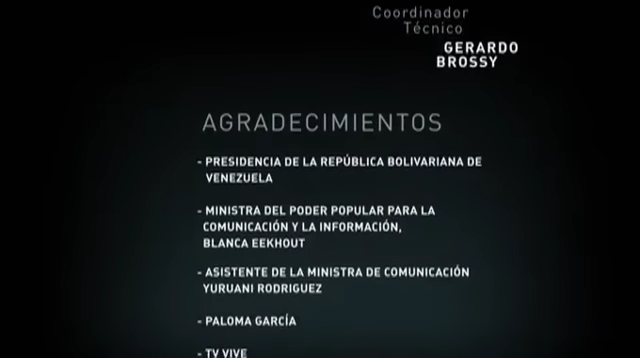 Coordinador
Técnico
GERARDO
BROSSY
AGRADECIMIENTOS
- PRESIDENCIA DE LA REPÚBLICA BOLIVARIANA DE
VENEZUELA
- MINISTRA DEL PODER POPULAR PARA LA
COMUNICACIÓN Y LA INFORMACIÓN,
BLANCA EEKHOUT
- ASISTENTE DE LA MINISTRA DE COMUNICACIÓN
YURUANI RODRIGUEZ
- PALOMA GARCÍA
- TV VIVE